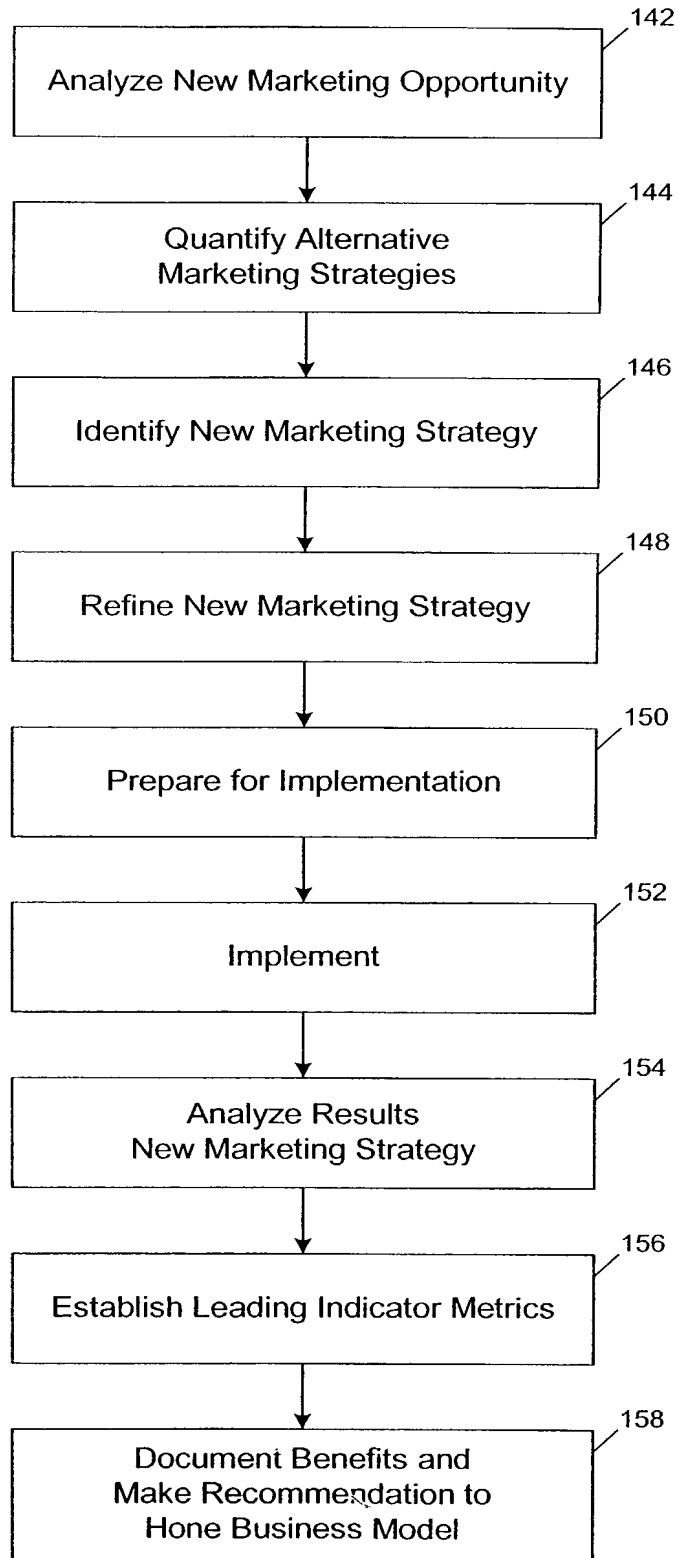 142
Analyze New Marketing Opportunity
144
Quantify Alternative
Marketing Strategies
146
Identify New Marketing Strategy
148
Refine New Marketing Strategy
150
Prepare for Implementation
152
Implement
154
Analyze Results
New Marketing Strategy
156
Establish Leading Indicator Metrics
158
Document Benefits and
Make Recommendation to
Hone Business Model